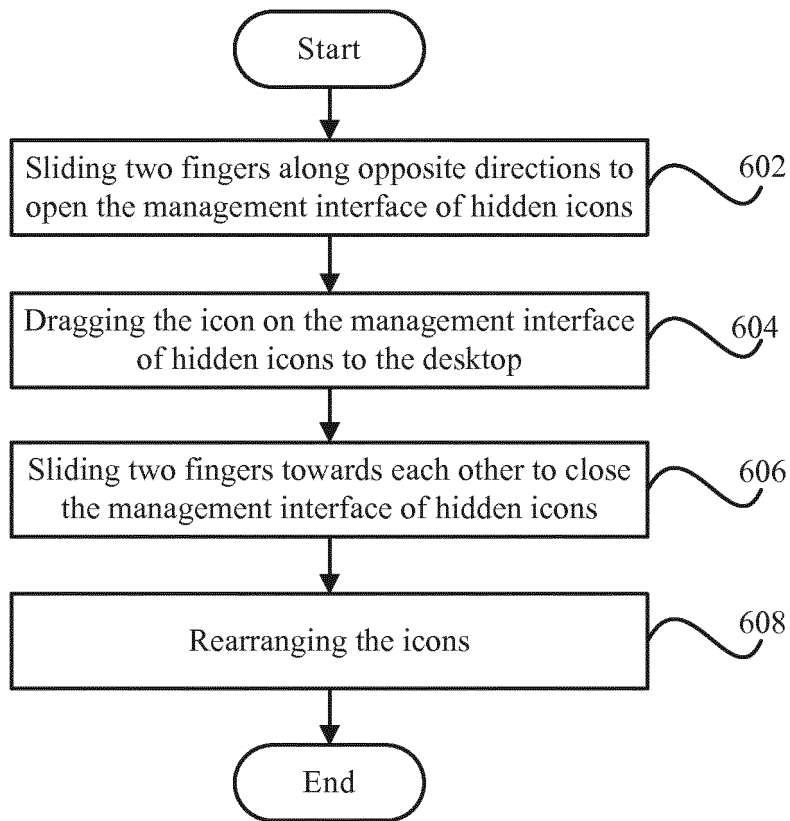 Start
Sliding two fingers along opposite directions to
open the management interface of hidden icons
602
Dragging the icon on the management interface
of hidden icons to the desktop
604
Sliding two fingers towards each other to close
the management interface of hidden icons
606
Rearranging the icons
608
End